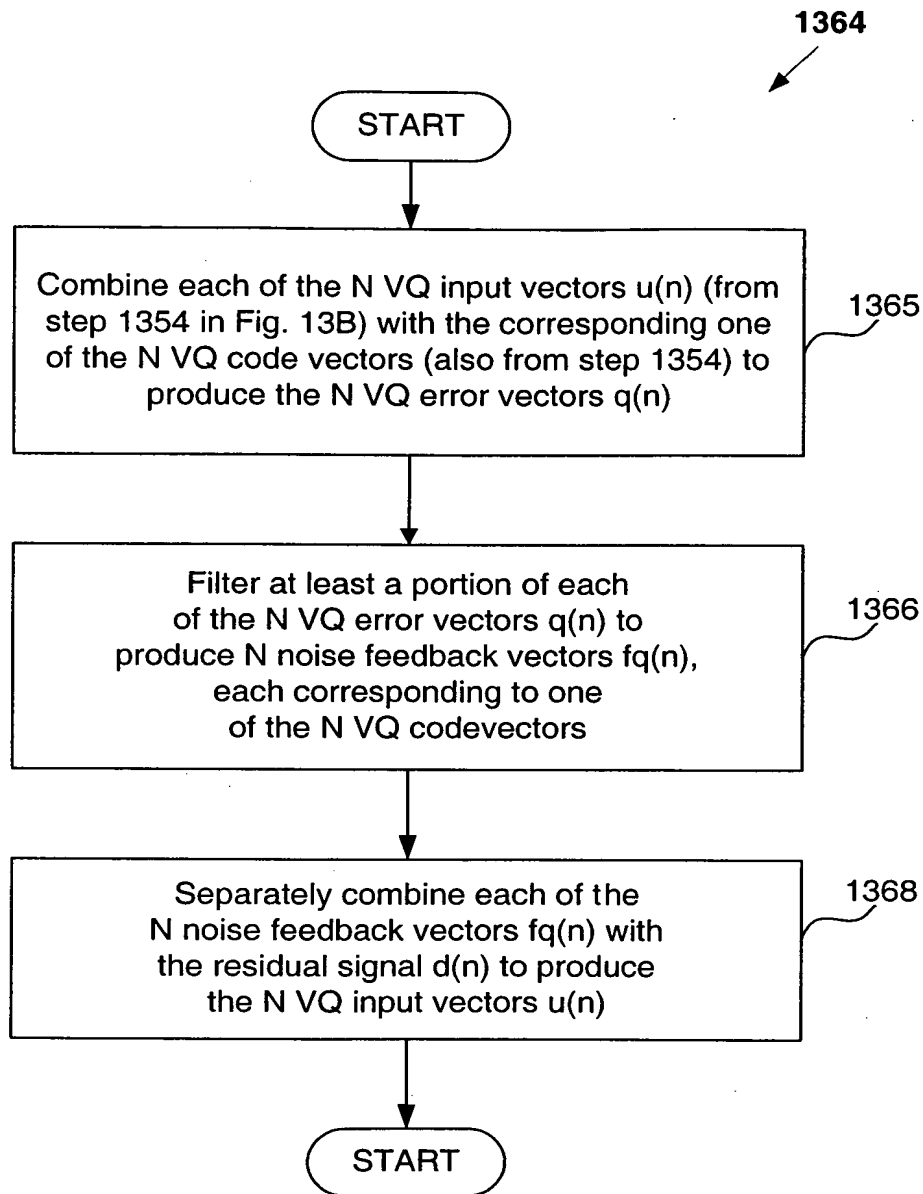 1364
START
Combine each of the N VQ input vectors u(n) (from
step 1354 in Fig. 13B) with the corresponding one
of the N VQ code vectors (also from step 1354) to
produce the N VQ error vectors q(n)
1365
Filter at least a portion of each
of the N VQ error vectors q(n) to
produce N noise feedback vectors fq(n),
each corresponding to one
of the N VQ codevectors
1366
Separately combine each of the
N noise feedback vectors fq(n) with
the residual signal d(n) to produce
the N VQ input vectors u(n)
1368
START